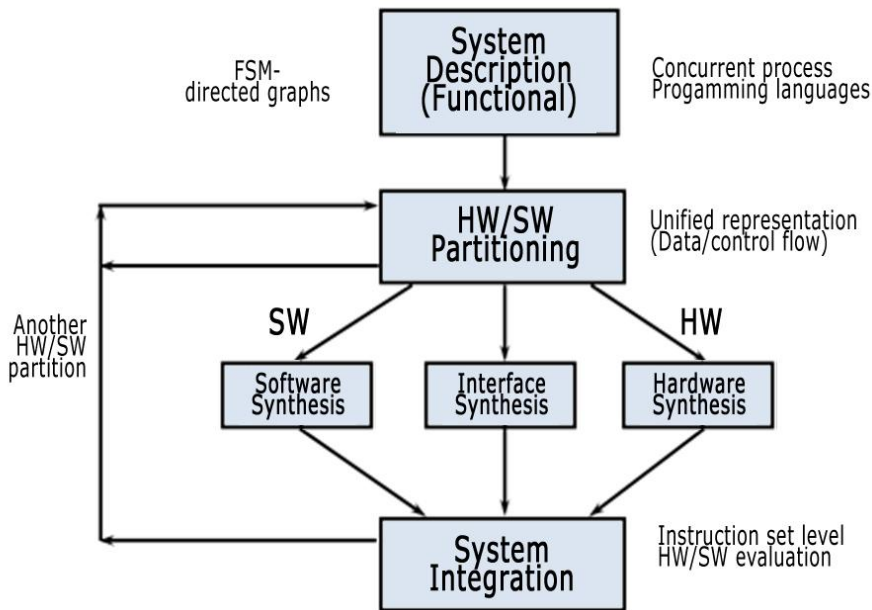 System
Description
(Functional)
FSM-
directed graphs
Concurrent process
Progamming languages
HW/SW
Partitioning
Unified representation
(Data/control flow)
Another
HW/SW
partition
SW
HW
Software
Synthesis
Interface
Synthesis
Hardware
Synthesis
System
Integration
Instruction set level
HW/SW evaluation